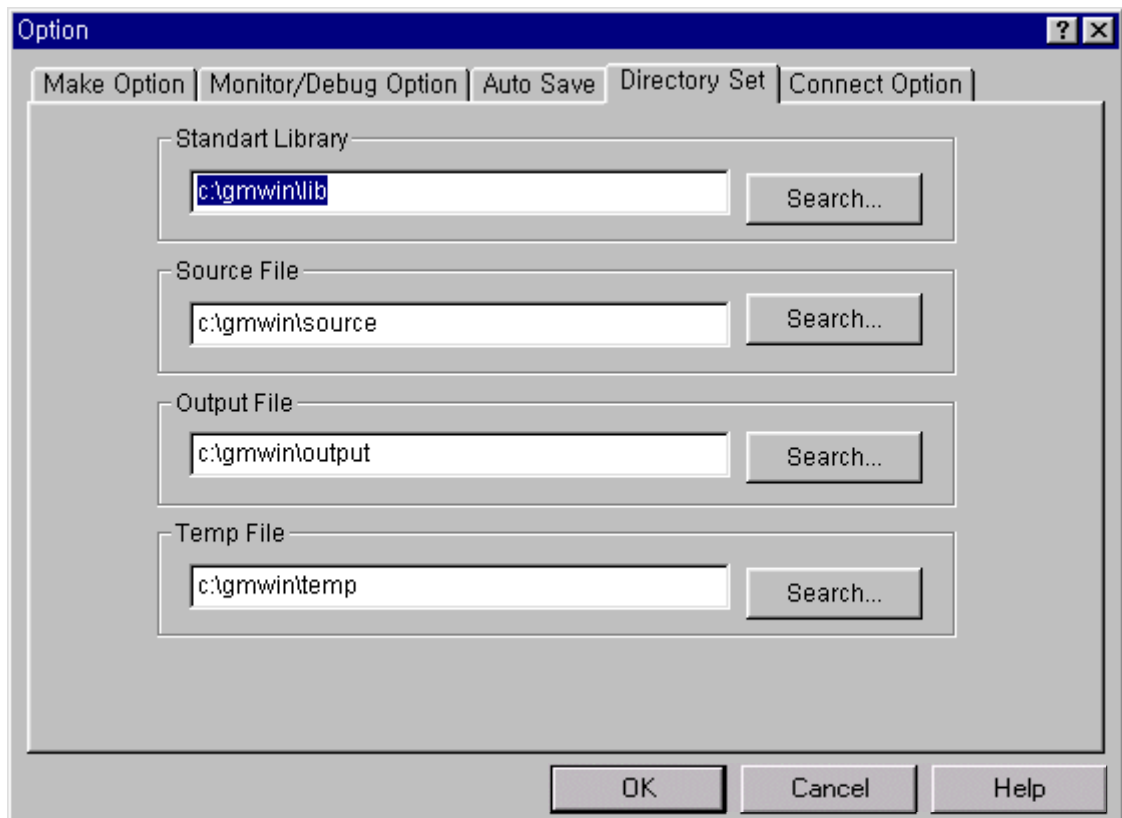 Option
Make Option Monitor/Debug Option Auto Save Directory Set Connect Option
Standart Library
c:\gmwin\lib Search...
Source File
c:\gmwin\source Search...
Output File
c:\gmwin\output Search...
Temp File
c:\gmwin\temp Search...
OK Cancel Help